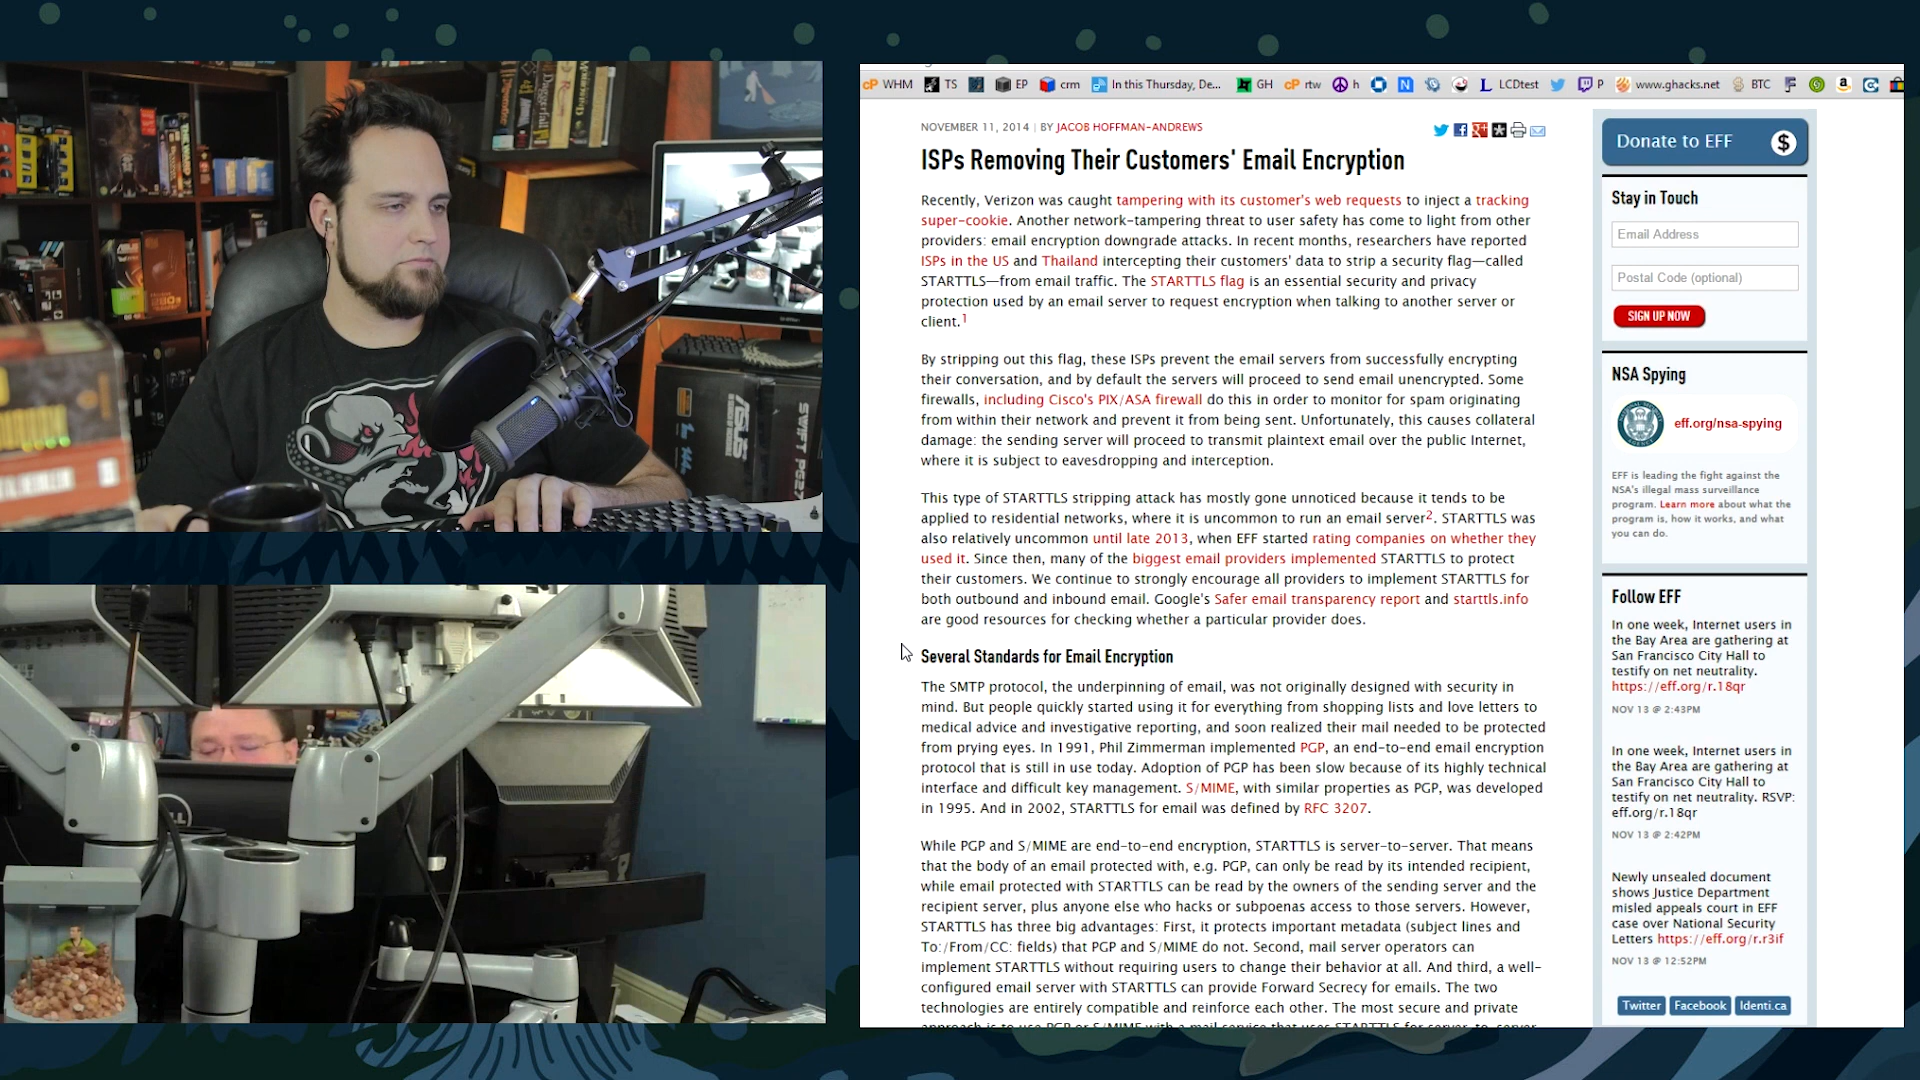 WHM
TS
EP
crm
In this Thursday, De...
GH
rtw
h
LCDtest
P
www.ghacks.net
BTC
NOVEMBER 11, 2014 | BY JACOB HOFFMAN-ANDREWS
ISPs Removing Their Customers' Email Encryption
Recently, Verizon was caught tampering with its customer's web requests to inject a tracking
super-cookie. Another network-tampering threat to user safety has come to light from other
providers: email encryption downgrade attacks. In recent months, researchers have reported
ISPs in the US and Thailand intercepting their customers' data to strip a security flag—called
STARTTLS—from email traffic. The STARTTLS flag is an essential security and privacy
protection used by an email server to request encryption when talking to another server or
client.1
By stripping out this flag, these ISPs prevent the email servers from successfully encrypting
their conversation, and by default the servers will proceed to send email unencrypted. Some
firewalls, including Cisco's PIX/ASA firewall do this in order to monitor for spam originating
from within their network and prevent it from being sent. Unfortunately, this causes collateral
damage: the sending server will proceed to transmit plaintext email over the public Internet,
where it is subject to eavesdropping and interception.
This type of STARTTLS stripping attack has mostly gone unnoticed because it tends to be
applied to residential networks, where it is uncommon to run an email server2. STARTTLS was
also relatively uncommon until late 2013, when EFF started rating companies on whether they
used it. Since then, many of the biggest email providers implemented STARTTLS to protect
their customers. We continue to strongly encourage all providers to implement STARTTLS for
both outbound and inbound email. Google's Safer email transparency report and starttls.info
are good resources for checking whether a particular provider does.
Several Standards for Email Encryption
The SMTP protocol, the underpinning of email, was not originally designed with security in
mind. But people quickly started using it for everything from shopping lists and love letters to
medical advice and investigative reporting, and soon realized their mail needed to be protected
from prying eyes. In 1991, Phil Zimmerman implemented PGP, an end-to-end email encryption
protocol that is still in use today. Adoption of PGP has been slow because of its highly technical
interface and difficult key management. S/MIME, with similar properties as PGP, was developed
in 1995. And in 2002, STARTTLS for email was defined by RFC 3207.
While PGP and S/MIME are end-to-end encryption, STARTTLS is server-to-server. That means
that the body of an email protected with, e.g. PGP, can only be read by its intended recipient,
while email protected with STARTTLS can be read by the owners of the sending server and the
recipient server, plus anyone else who hacks or subpoenas access to those servers. However,
STARTTLS has three big advantages: First, it protects important metadata (subject lines and
To:/From/CC: fields) that PGP and S/MIME do not. Second, mail server operators can
implement STARTTLS without requiring users to change their behavior at all. And third, a well-
configured email server with STARTTLS can provide Forward Secrecy for emails. The two
technologies are entirely compatible and reinforce each other. The most secure and private
approach is to use PGP or S/MIME with a mail service that uses STARTTLS for server-to-server
Donate to EFF
$
Stay in Touch
Email Address
Postal Code (optional)
SIGN UP NOW
NSA Spying
eff.org/nsa-spying
EFF is leading the fight against the
NSA's illegal mass surveillance
program. Learn more about what the
program is, how it works, and what
you can do.
Follow EFF
In one week, Internet users in
the Bay Area are gathering at
San Francisco City Hall to
testify on net neutrality.
https://eff.org/r.18qr
NOV 13 @ 2:43PM
In one week, Internet users in
the Bay Area are gathering at
San Francisco City Hall to
testify on net neutrality. RSVP:
eff.org/r.18qr
NOV 13 @ 2:42PM
Newly unsealed document
shows Justice Department
misled appeals court in EFF
case over National Security
Letters https://eff.org/r.r3if
NOV 13 @ 12:52PM
Twitter
Facebook
Identi.ca
ASUS
SWIFT PG27
Daggerfall
DELL